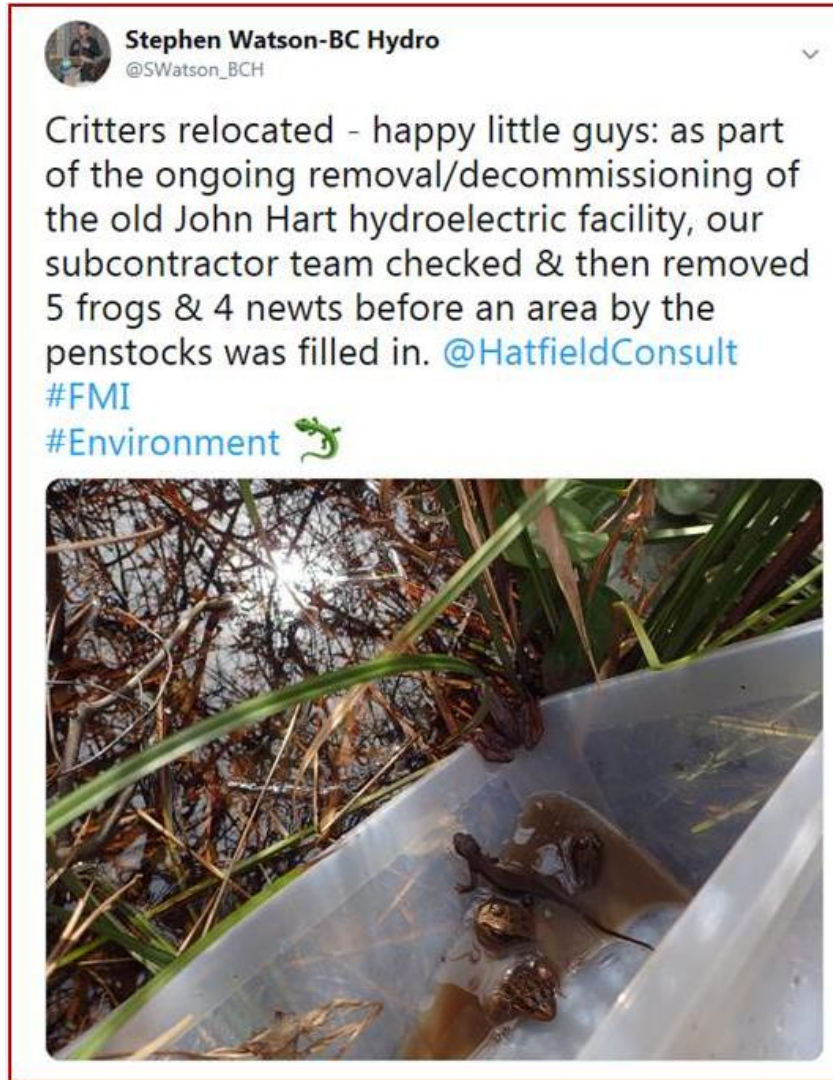 Stephen Watson-BC Hydro
@SWatson_BCH
Critters relocated - happy little guys: as part
of the ongoing removal/decommissioning of
the old John Hart hydroelectric facility, our
subcontractor team checked & then removed
5 frogs & 4 newts before an area by the
penstocks was filled in. @HatfieldConsult
#FMI
#Environment 🦎